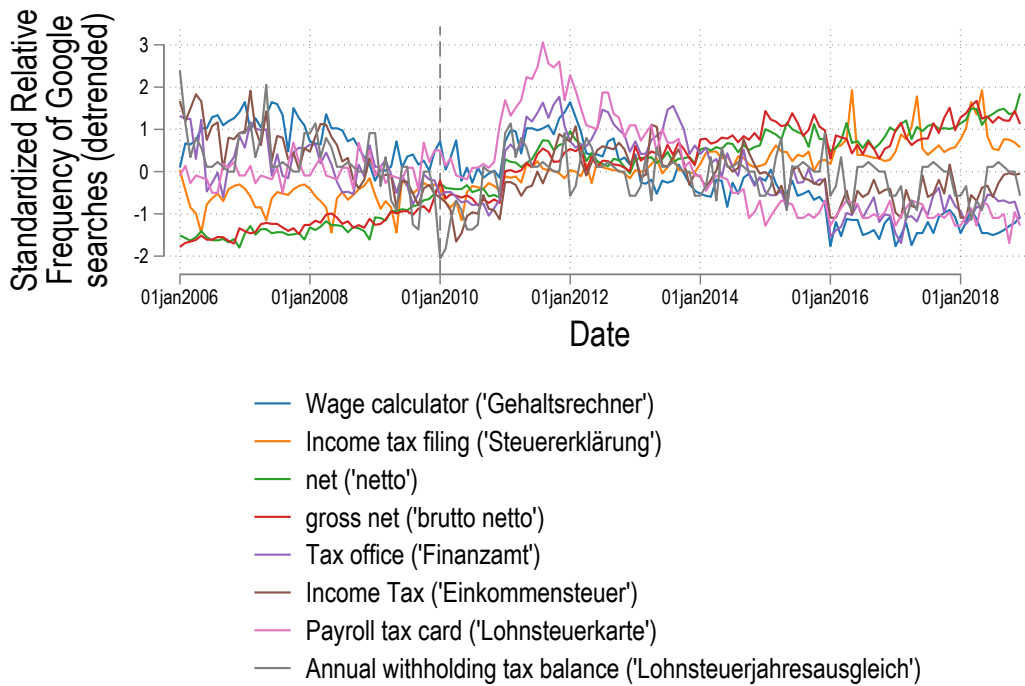 Standardized Relative
Frequency of Google
searches (detrended)
3
2
1
0
-1
-2
01jan2006 01jan2008 01jan2010 01jan2012 01jan2014 01jan2016 01jan2018
Date
Wage calculator ('Gehaltsrechner')
Income tax filing ('Steuererklärung')
net ('netto')
gross net ('brutto netto')
Tax office ('Finanzamt')
Income Tax ('Einkommensteuer')
Payroll tax card ('Lohnsteuerkarte')
Annual withholding tax balance ('Lohnsteuerjahresausgleich')